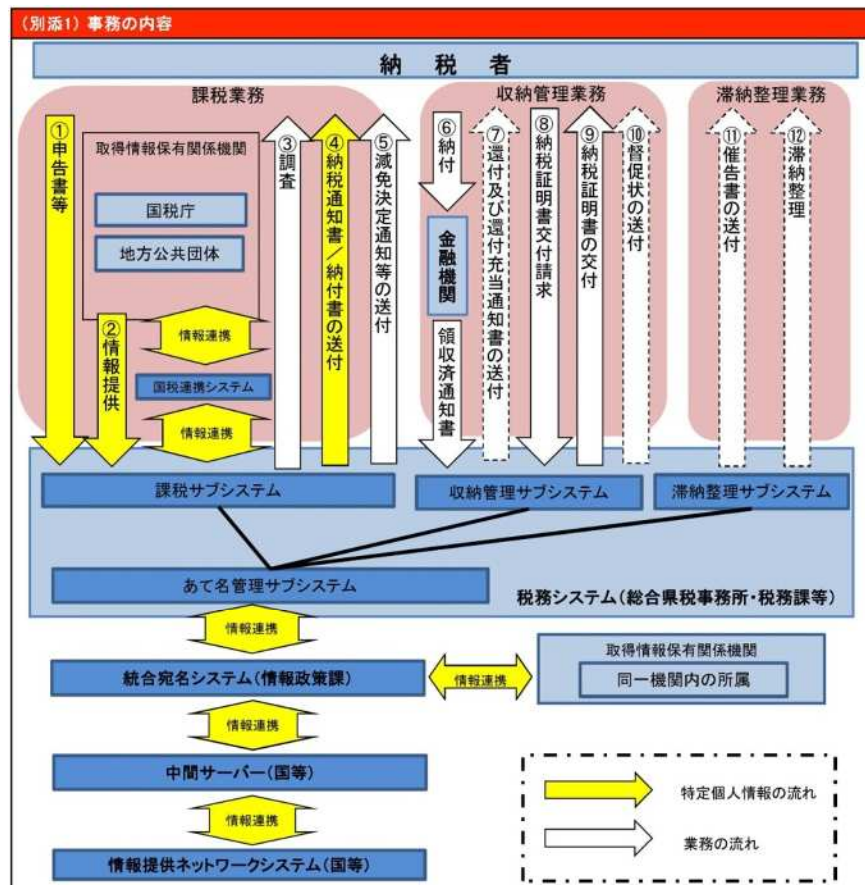 (別添1) 事務の内容
納税者
課税業務
収納管理業務
滞納整理業務
①申告書等
取得情報保有関係機関
国税庁
地方公共団体
②情報提供
情報連携
国税連携システム
情報連携
③調査
④納税通知書/納付書の送付
⑤減免決定通知等の送付
⑥納付
金融機関
領収済通知書
⑦還付及び還付充当通知書の送付
⑧納税証明書交付請求
⑨納税証明書の交付
⑩督促状の送付
⑪催告書の送付
⑫滞納整理
課税サブシステム
収納管理サブシステム
滞納整理サブシステム
あて名管理サブシステム
税務システム(総合県税事務所・税務課等)
情報連携
統合宛名システム(情報政策課)
情報連携
取得情報保有関係機関
同一機関内の所属
情報連携
中間サーバー(国等)
情報連携
情報提供ネットワークシステム(国等)
特定個人情報の流れ
業務の流れ